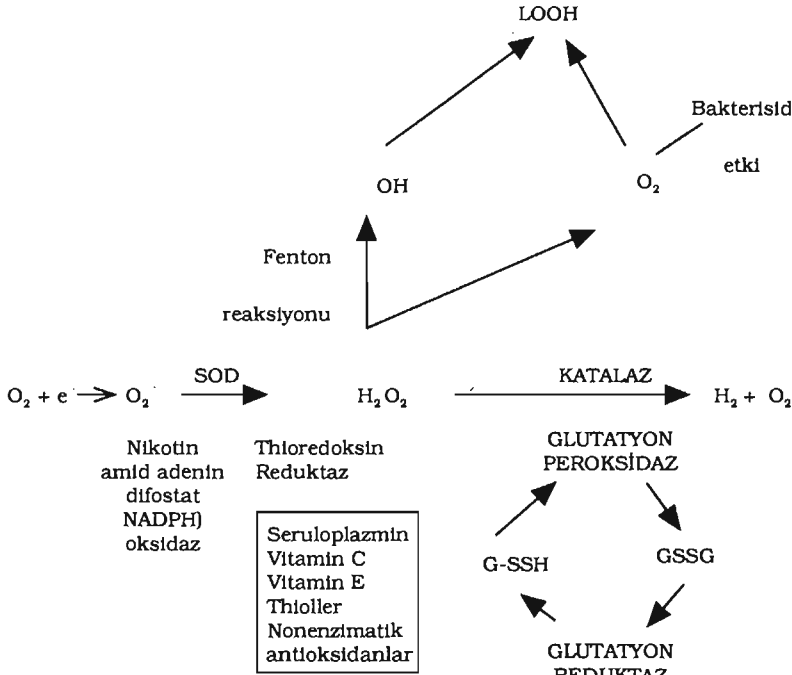 LOOH
Bakterisid
etki
OH
O₂
Fenton
reaksiyonu
O₂ + e → O₂
SOD
H₂O₂
KATALAZ
H₂ + O₂
Nikotin
amid adenin
difostat
NADPH)
oksidaz
Thioredoksin
Reduktaz
Seruloplazmin
Vitamin C
Vitamin E
Thioller
Nonenzimatik
antioksidanlar
GLUTATYON
PEROKSİDAZ
G-SSH
GSSG
GLUTATYON
REDUKTAZ